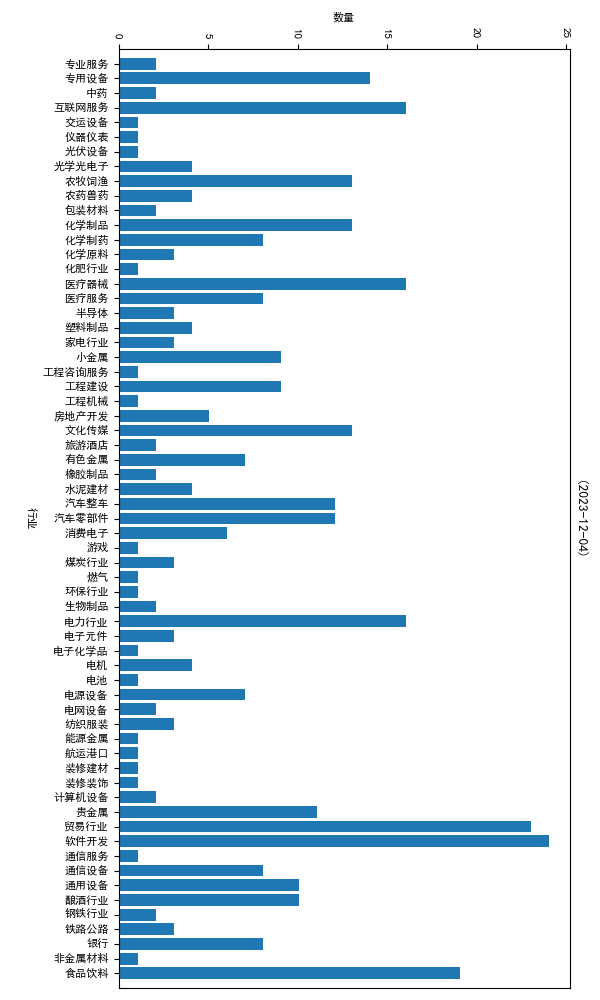 数量
0 5 10 15 20 25
专业服务
专用设备
中药
互联网服务
交运设备
仪器仪表
光伏设备
光学光电子
农牧饲渔
农药兽药
包装材料
化学制品
化学制药
化学原料
化肥行业
医疗器械
医疗服务
半导体
塑料制品
家电行业
小金属
工程咨询服务
工程建设
工程机械
房地产开发
文化传媒
旅游酒店
有色金属
橡胶制品
水泥建材
汽车整车
汽车零部件
消费电子
游戏
煤炭行业
燃气
环保行业
生物制品
电力行业
电子元件
电子化学品
电机
电池
电源设备
电网设备
纺织服装
能源金属
航运港口
装修建材
装修装饰
计算机设备
贵金属
贸易行业
软件开发
通信服务
通信设备
通用设备
酿酒行业
钢铁行业
铁路公路
银行
非金属材料
食品饮料
行业
(2023-12-04)